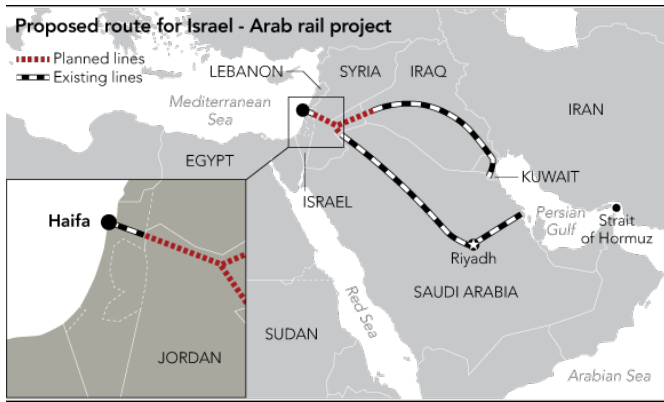 Proposed route for Israel - Arab rail project
Planned lines
Existing lines
LEBANON
SYRIA
IRAQ
Mediterranean
Sea
IRAN
EGYPT
KUWAIT
ISRAEL
Haifa
Persian
Gulf
Strait
of Hormuz
Riyadh
SAUDI ARABIA
Red Sea
SUDAN
JORDAN
Arabian Sea